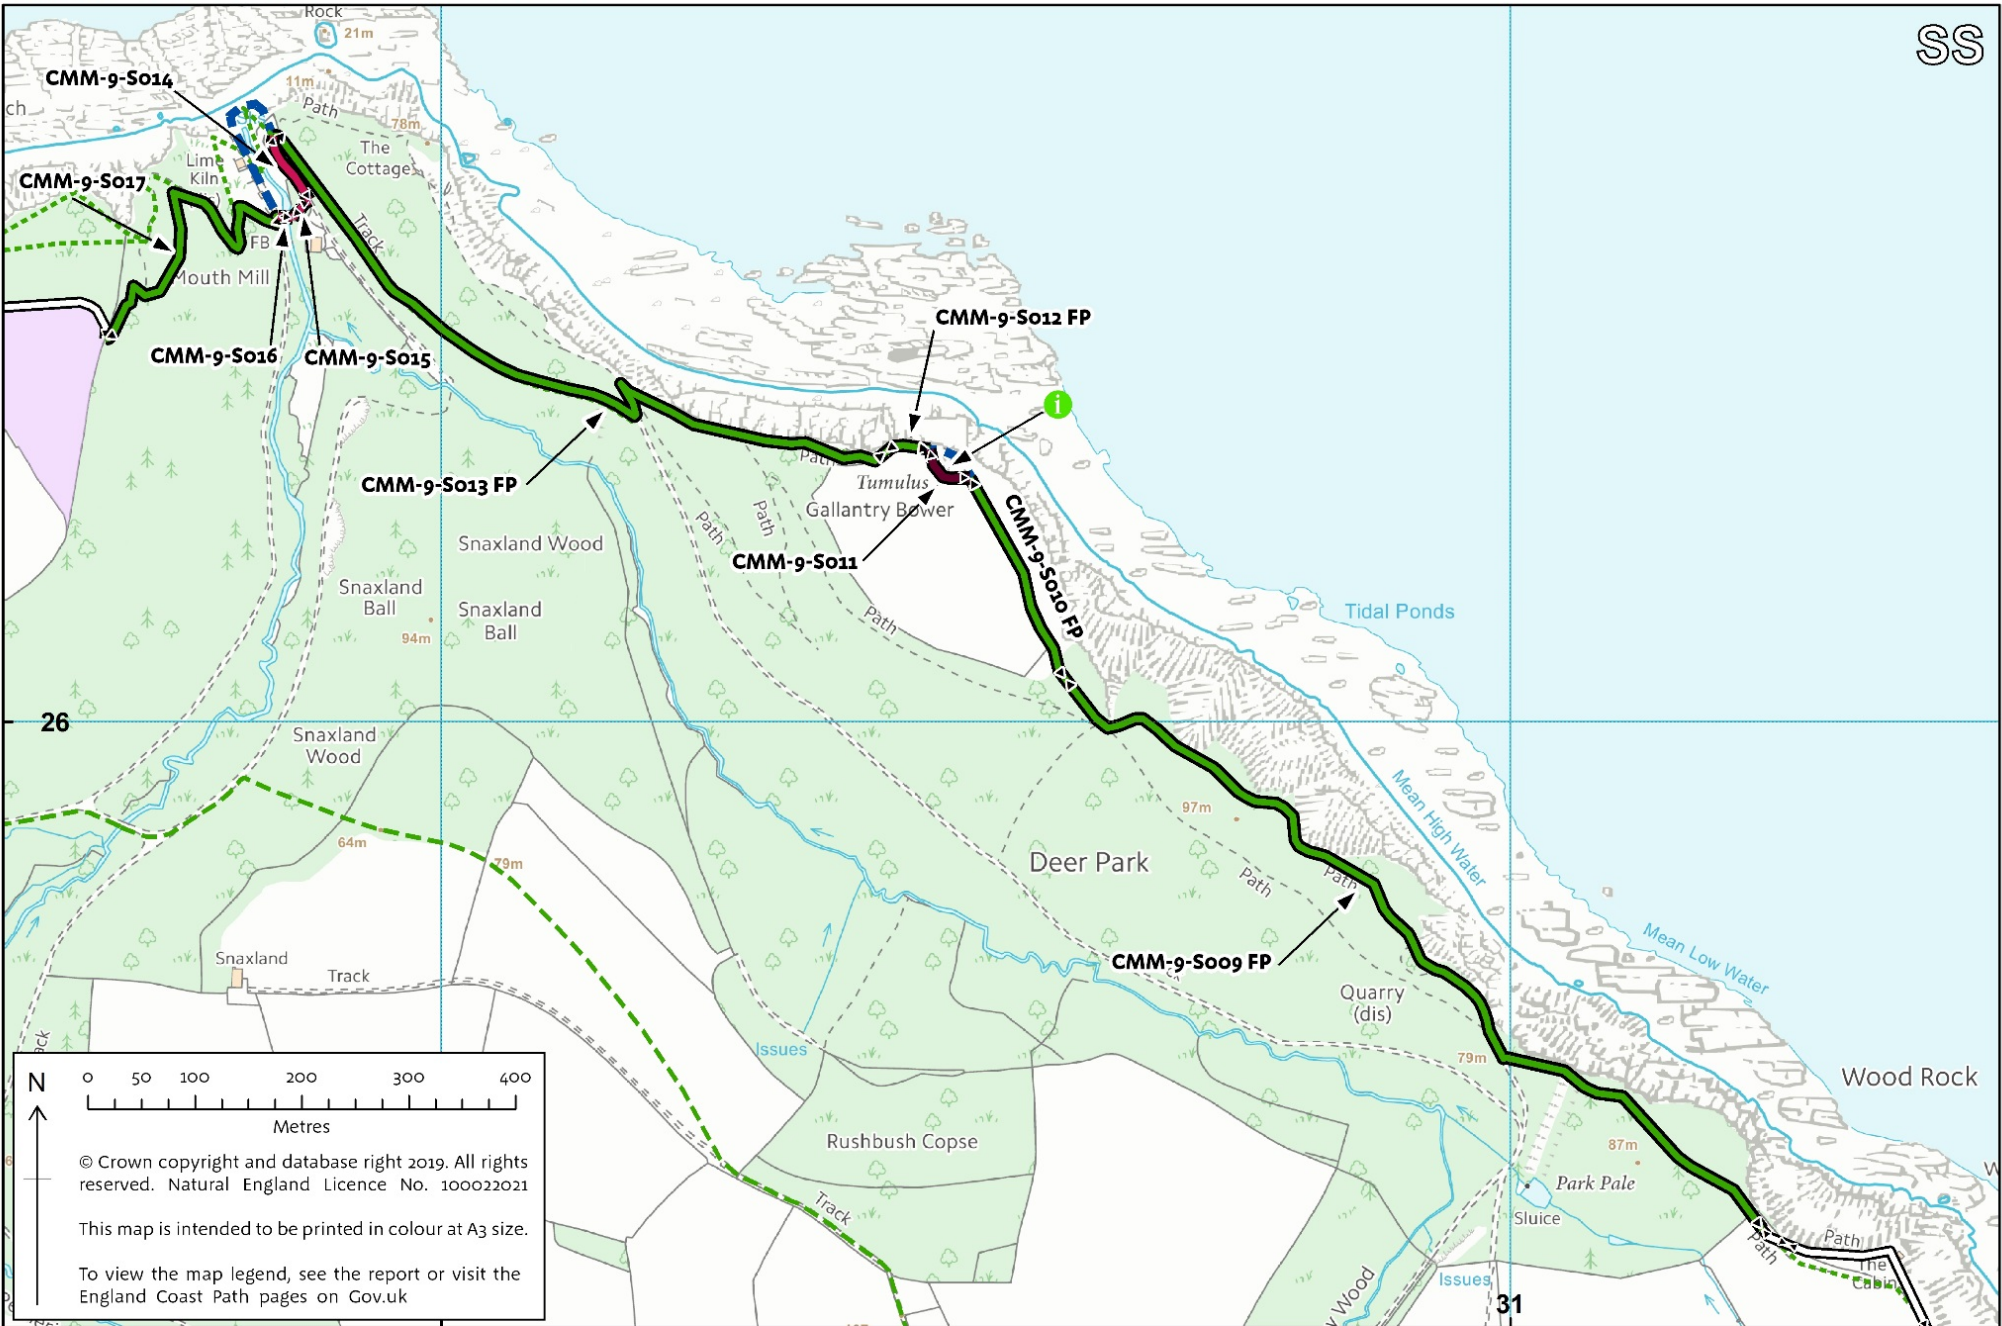 Rock
21m
SS
CMM-9-S014
11m
ch
Path
78m
The
Cottage
Lime
Kiln
CMM-9-S017
Track
FB
Mouth Mill
CMM-9-S012 FP
CMM-9-S016
CMM-9-S015
i
Path
Tumulus
CMM-9-S013 FP
Gallantry Bower
CMM-9-S010 FP
Path
Path
Snaxland Wood
CMM-9-S011
Snaxland
Ball
Snaxland
Ball
94m
Path
Tidal Ponds
26
Snaxland
Wood
Mean High Water
97m
64m
79m
Deer Park
Path
Path
CMM-9-S009 FP
Mean Low Water
Snaxland
Track
Quarry
(dis)
ack
Issues
79m
Wood Rock
N
0 50 100 200 300 400
Metres
Rushbush Copse
87m
© Crown copyright and database right 2019. All rights
reserved. Natural England Licence No. 100022021
Park Pale
Sluice
Track
This map is intended to be printed in colour at A3 size.
Path
Path
The
Cabin
To view the map legend, see the report or visit the
England Coast Path pages on Gov.uk
Issues
y Wood
31